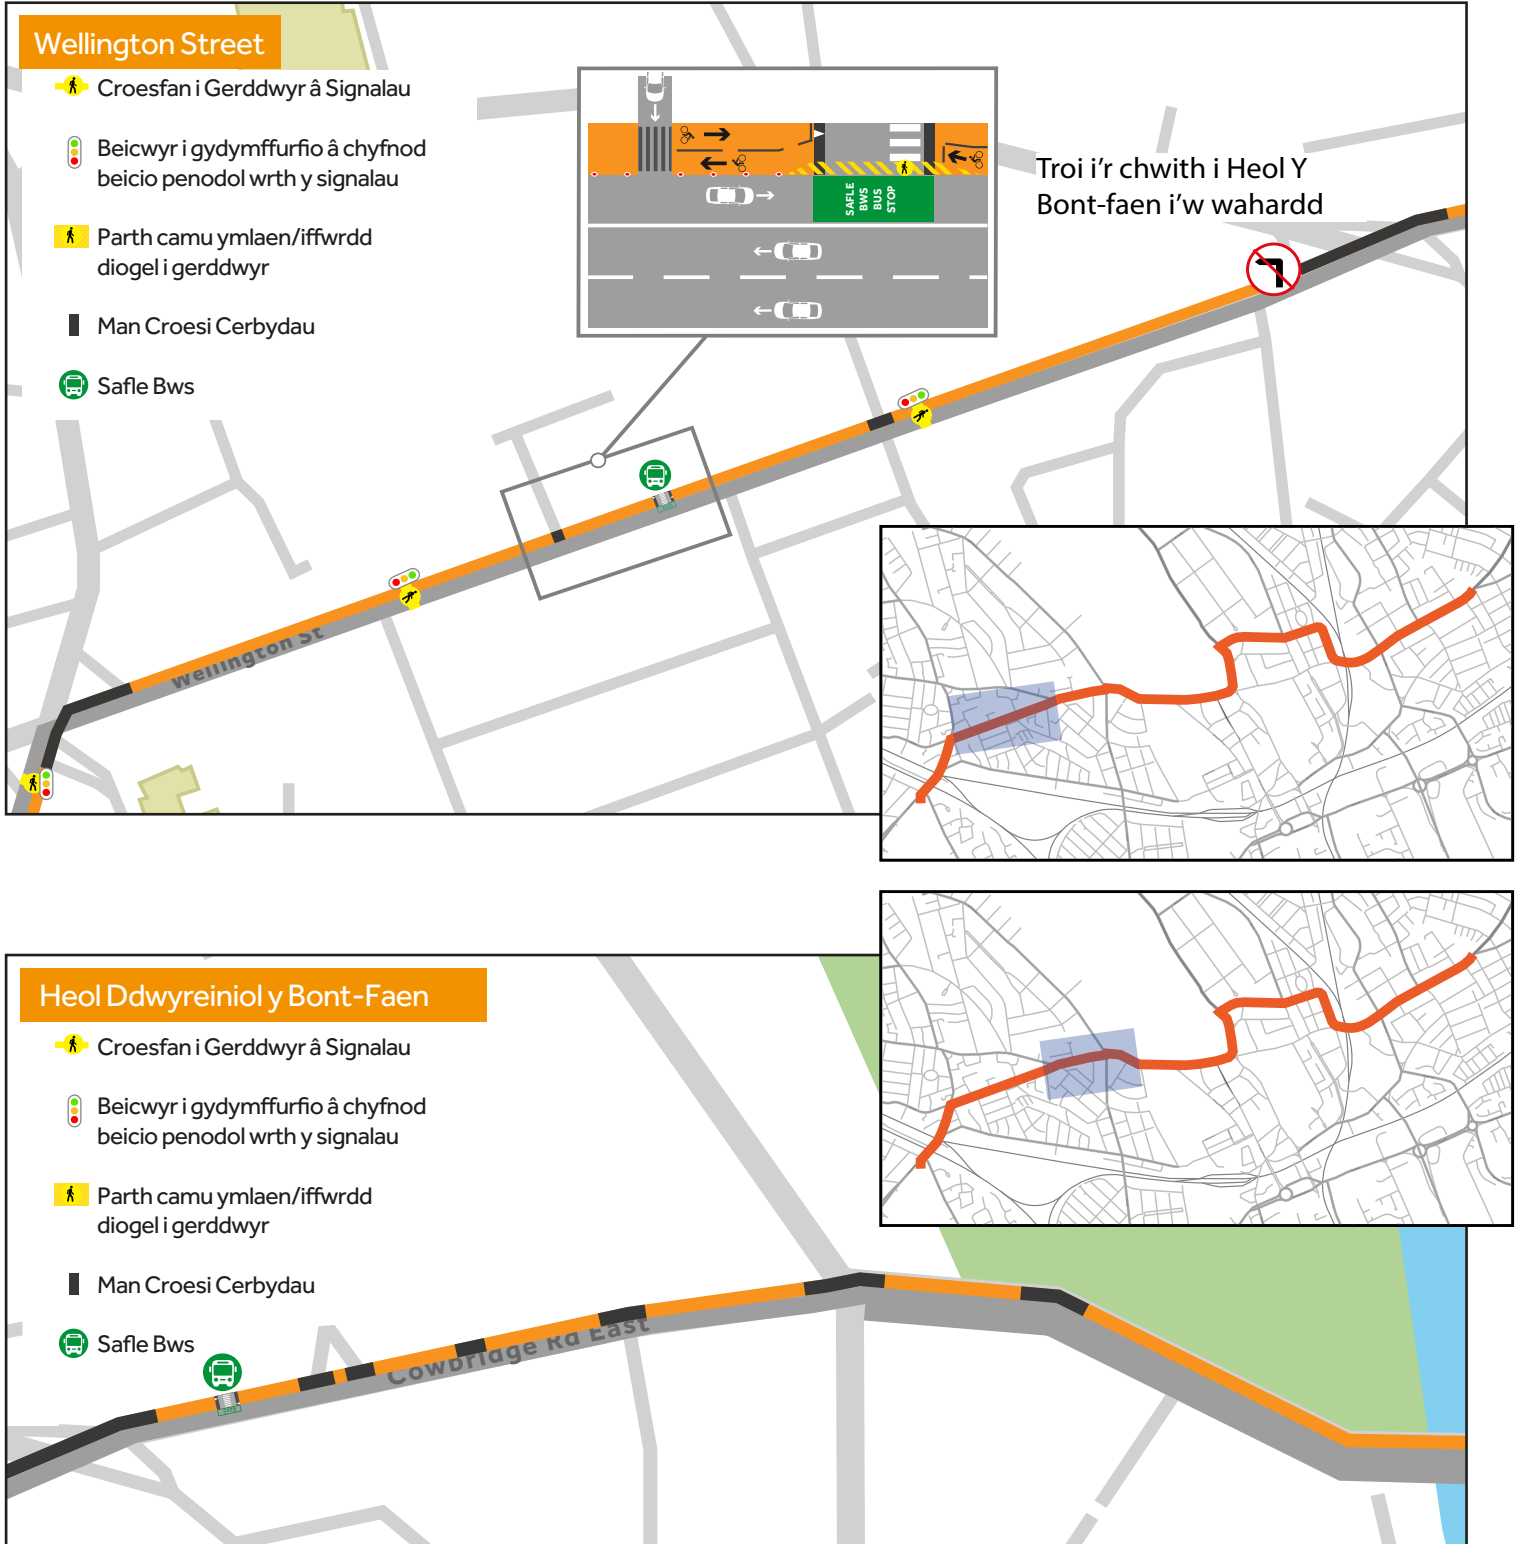 Wellington Street
Croesfan i Gerddwyr â Signalau
Beicwyr i gydymffurfio â chyfnod
beicio penodol wrth y signalau
Parth camu ymlaen/iffwrdd
diogel i gerddwyr
Man Croesi Cerbydau
Safle Bws
SAFLE
BWS
BUS
STOP
Troi i'r chwith i Heol Y
Bont-faen i'w wahardd
Wellington St
Heol Ddwyreiniol y Bont-Faen
Croesfan i Gerddwyr â Signalau
Beicwyr i gydymffurfio â chyfnod
beicio penodol wrth y signalau
Parth camu ymlaen/iffwrdd
diogel i gerddwyr
Man Croesi Cerbydau
Safle Bws
Cowbridge Rd East